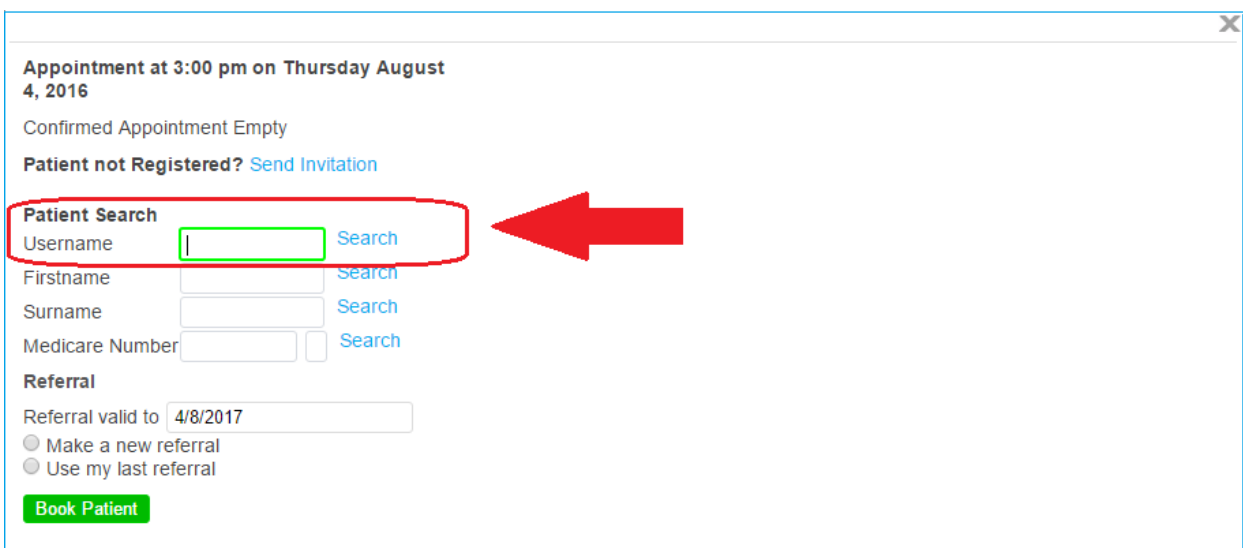 X
Appointment at 3:00 pm on Thursday August
4, 2016
Confirmed Appointment Empty
Patient not Registered? Send Invitation
Patient Search
Username Search
Firstname Search
Surname Search
Medicare Number Search
Referral
Referral valid to 4/8/2017
Make a new referral
Use my last referral
Book Patient